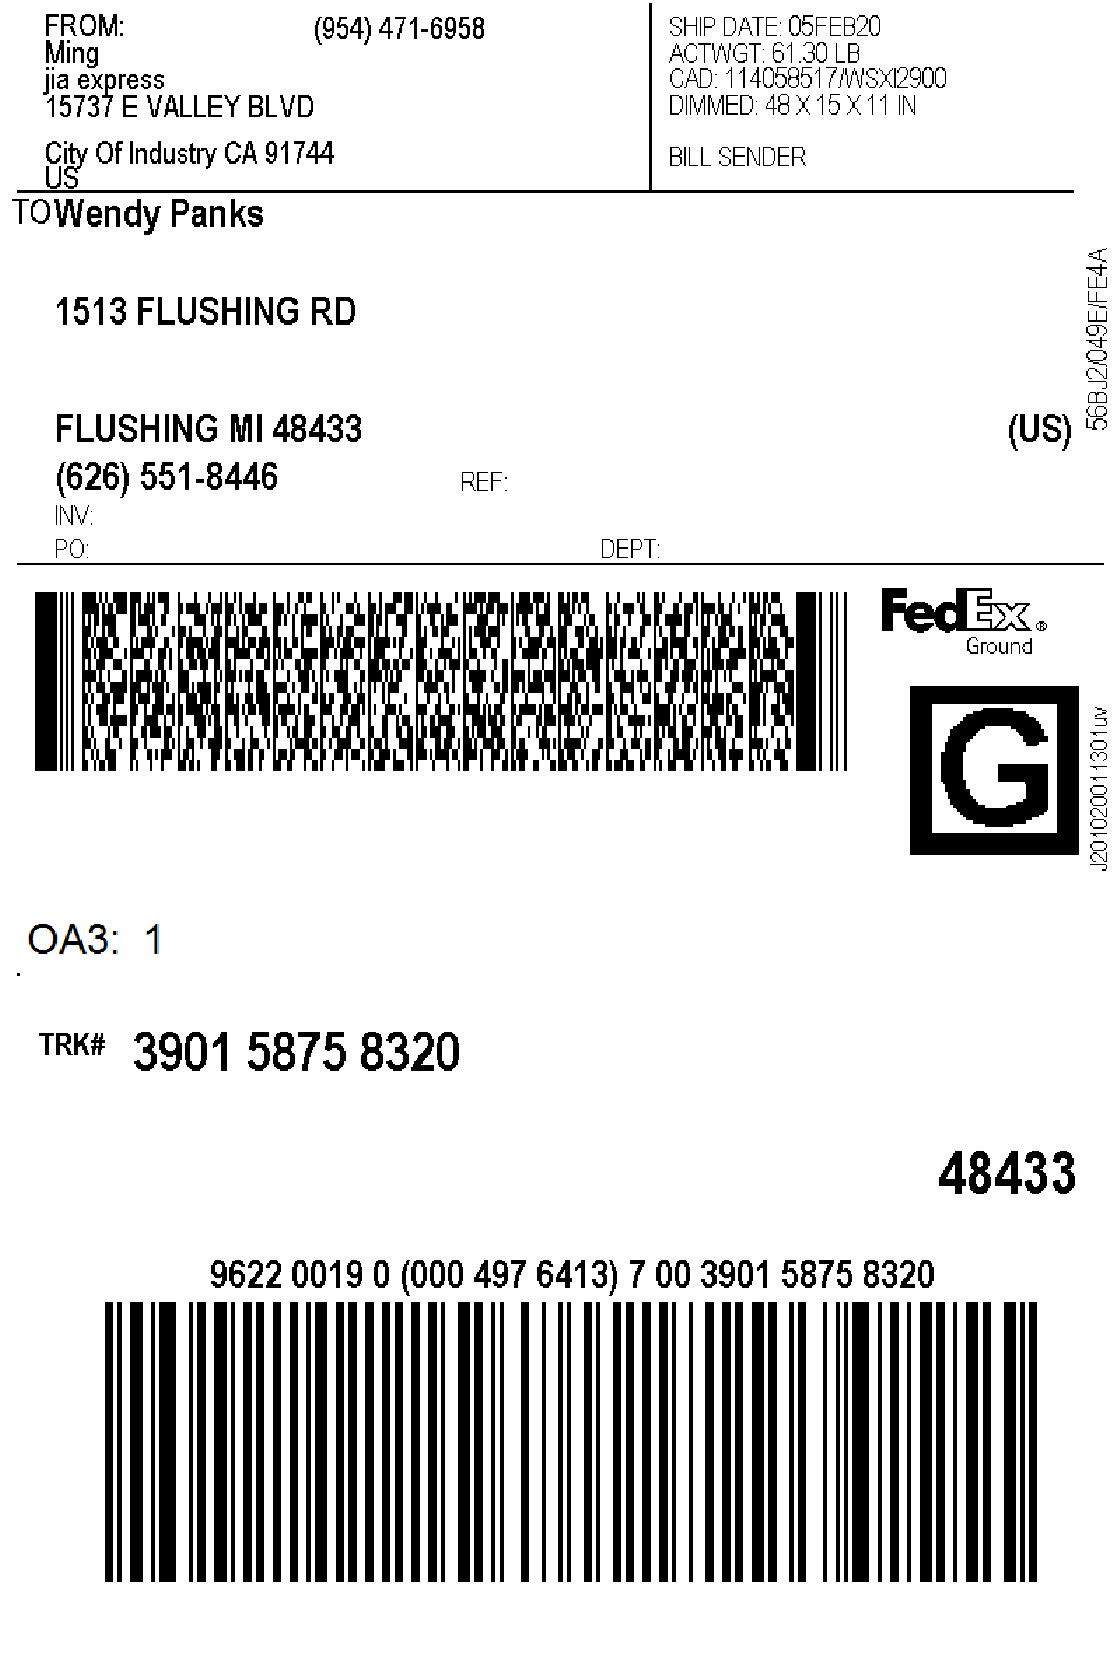 FROM: (954) 471-6958
Ming
jia express
15737 E VALLEY BLVD
City Of Industry CA 91744
US
SHIP DATE: 05FEB20
ACTWGT: 61.30 LB
CAD: 114058517/WSXI2900
DIMMED: 48 X 15 X 11 IN
BILL SENDER
TO Wendy Panks
1513 FLUSHING RD
FLUSHING MI 48433 (US)
(626) 551-8446 REF:
INV:
PO: DEPT:
56BJ2/049E/FE4A
FedEx®
Ground
G
J201020011301uv
OA3: 1
TRK# 3901 5875 8320
48433
9622 0019 0 (000 497 6413) 7 00 3901 5875 8320